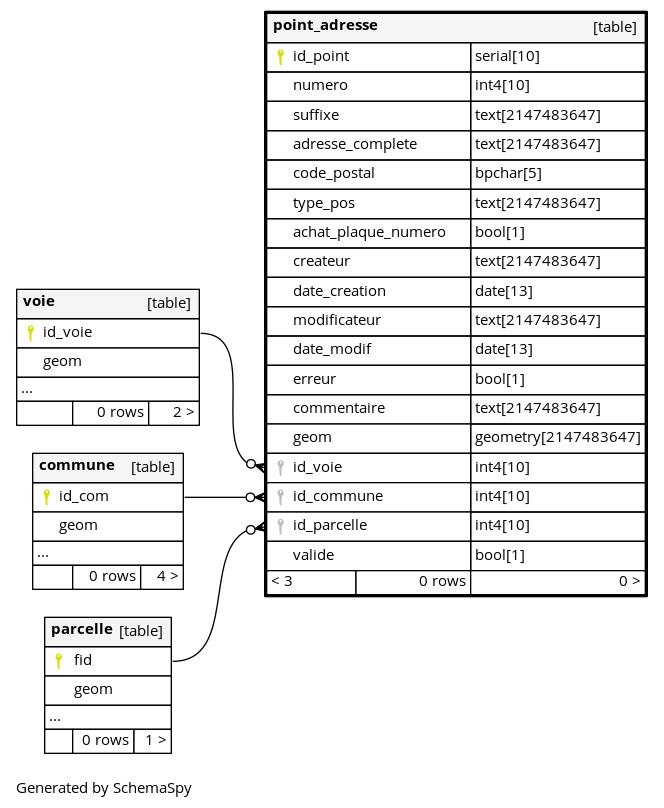 point_adresse [table]
id_point serial[10]
numero int4[10]
suffixe text[2147483647]
adresse_complete text[2147483647]
code_postal bpchar[5]
type_pos text[2147483647]
achat_plaque_numero bool[1]
createur text[2147483647]
date_creation date[13]
modificateur text[2147483647]
date_modif date[13]
erreur bool[1]
commentaire text[2147483647]
geom geometry[2147483647]
id_voie int4[10]
id_commune int4[10]
id_parcelle int4[10]
valide bool[1]
< 3 0 rows 0 >
voie [table]
id_voie
geom
...
0 rows 2 >
commune [table]
id_com
geom
...
0 rows 4 >
parcelle [table]
fid
geom
...
0 rows 1 >
Generated by SchemaSpy